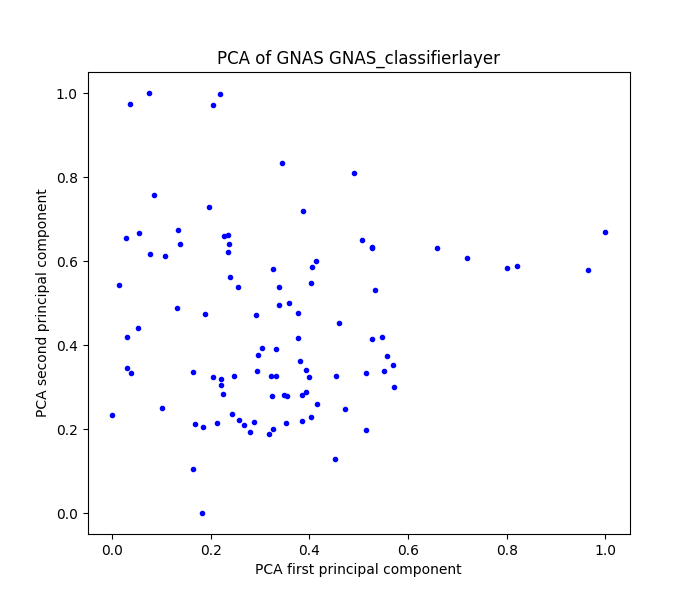 PCA of GNAS GNAS_classifierlayer
PCA second principal component
1.0
0.8
0.6
0.4
0.2
0.0
0.0 0.2 0.4 0.6 0.8 1.0
PCA first principal component